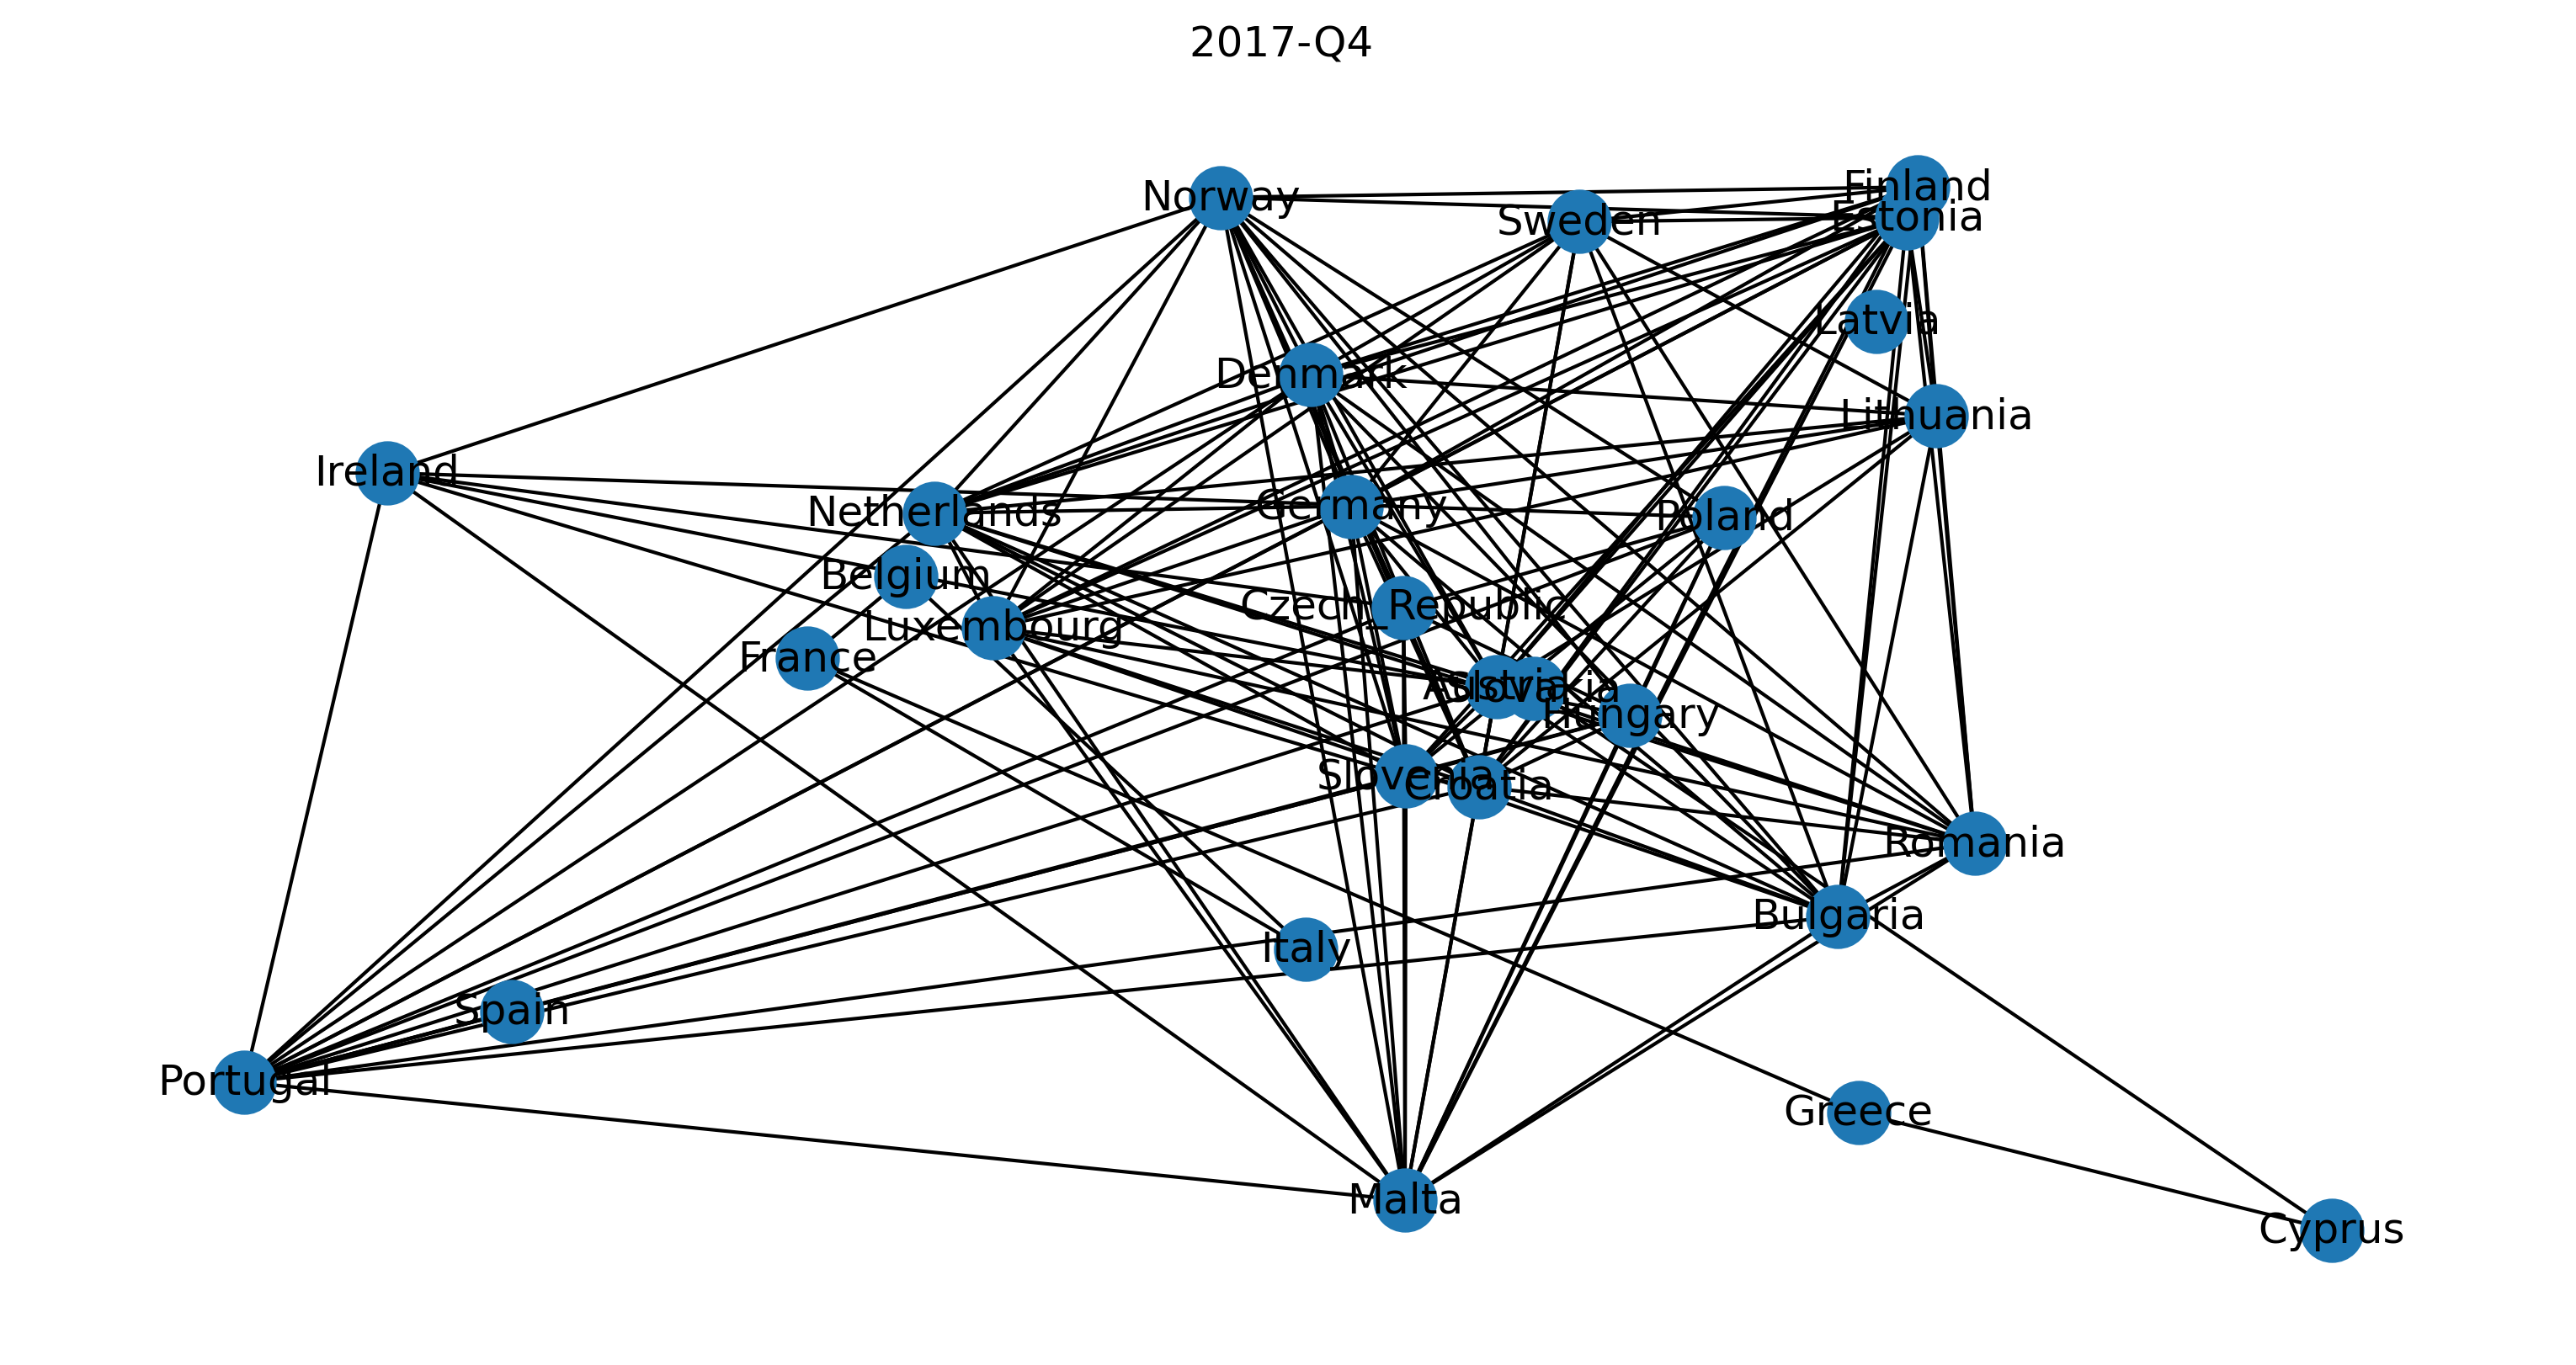 2017-Q4
Norway
Finland
Sweden
Estonia
Latvia
Denmark
Lithuania
Ireland
Netherlands
Germany
Poland
Belgium
Czech_Republic
Luxembourg
France
Austria
Slovakia
Hungary
Slovenia
Croatia
Romania
Bulgaria
Italy
Spain
Portugal
Greece
Malta
Cyprus